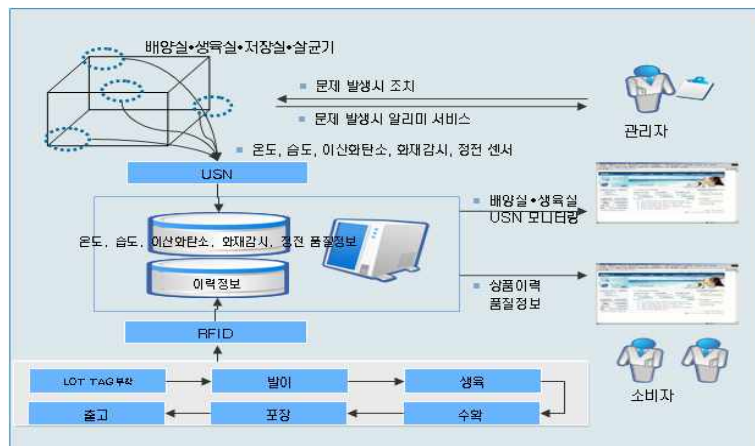 배양실•생육실•저장실•살균기
문제 발생시 조치
문제 발생시 알리미 서비스
관리자
온도, 습도, 이산화탄소, 화재감시, 정전 센서
USN
배양실•생육실
USN 모니터링
온도, 습도, 이산화탄소, 화재감시, 정전 품질정보
이력정보
상품이력
품질정보
RFID
LOT TAG부착
발이
생육
소비자
출고
포장
수확